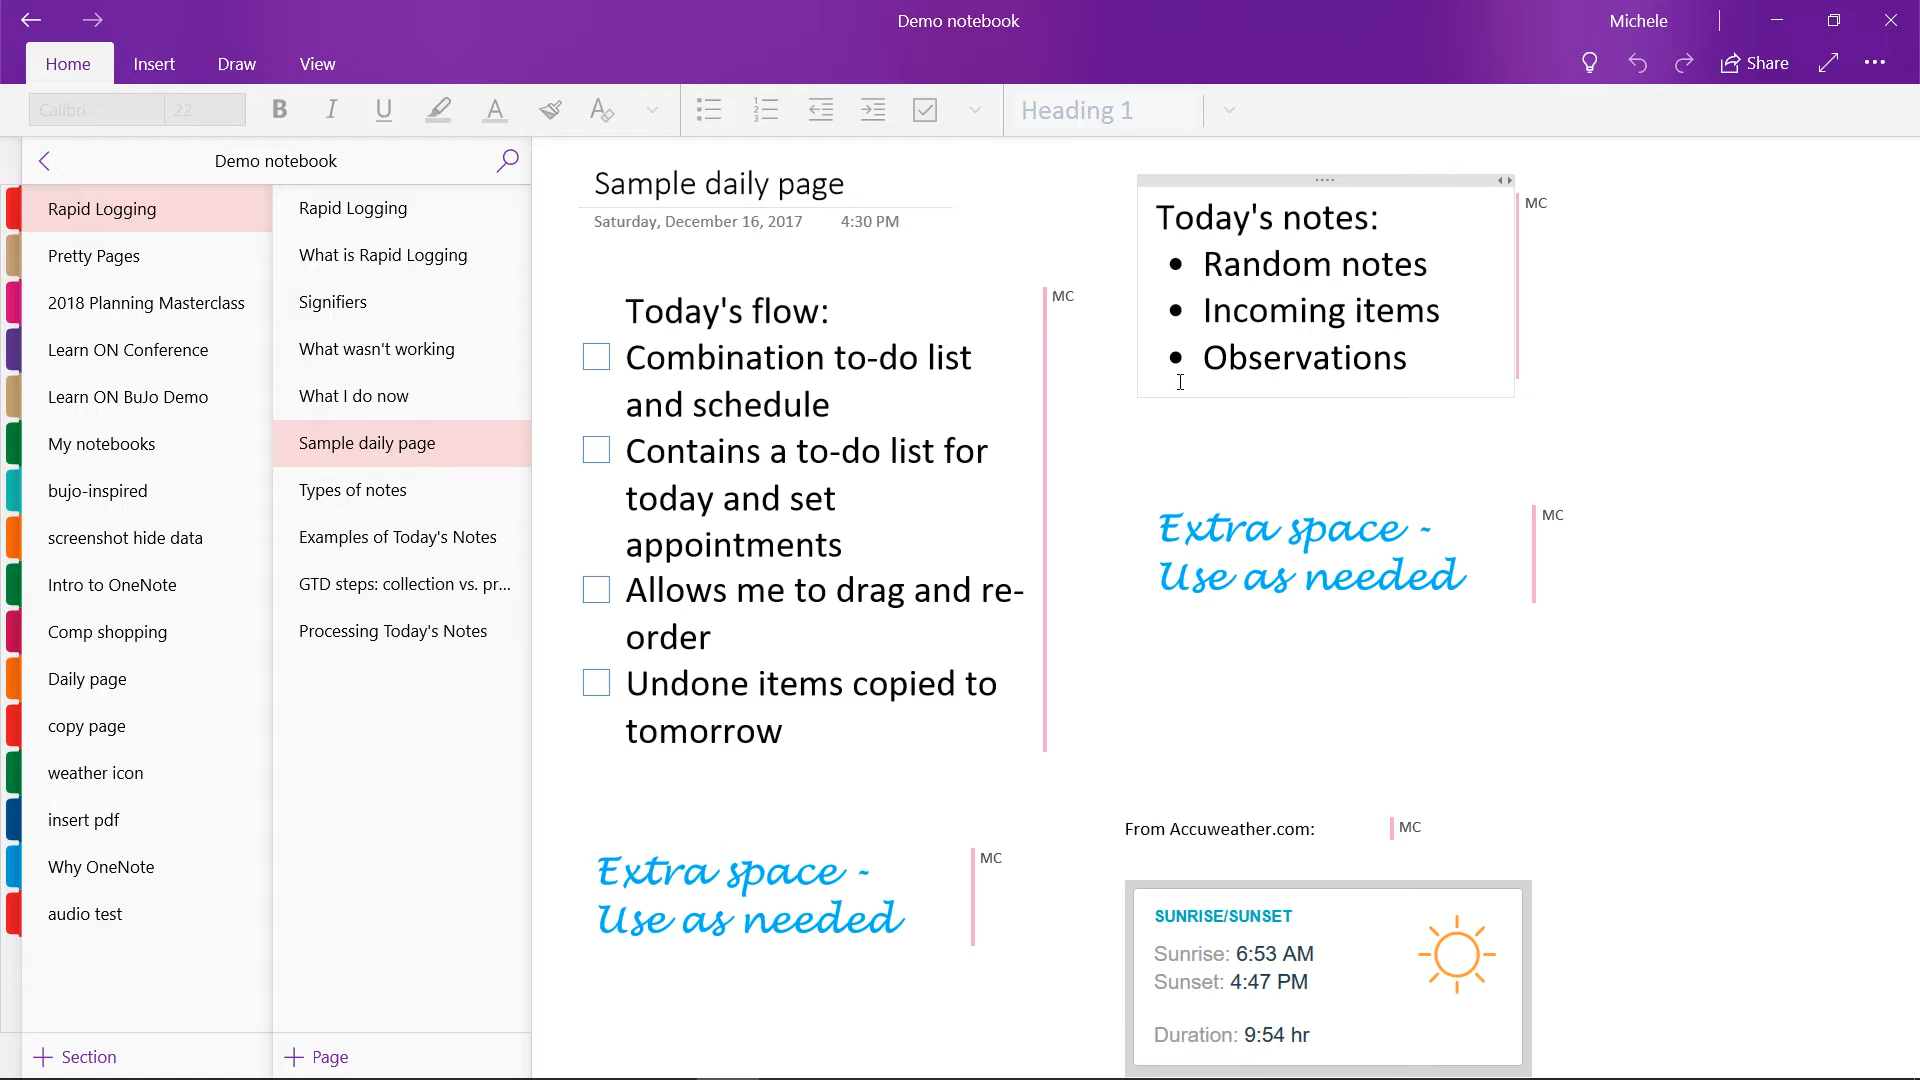 Demo notebook
Michele
Home Insert Draw View
Share
Calibri 22
Heading 1
Demo notebook
Rapid Logging
Pretty Pages
2018 Planning Masterclass
Learn ON Conference
Learn ON BuJo Demo
My notebooks
bujo-inspired
screenshot hide data
Intro to OneNote
Comp shopping
Daily page
copy page
weather icon
insert pdf
Why OneNote
audio test
Section
Rapid Logging
What is Rapid Logging
Signifiers
What wasn't working
What I do now
Sample daily page
Types of notes
Examples of Today's Notes
GTD steps: collection vs. pr...
Processing Today's Notes
Page
Sample daily page
Saturday, December 16, 2017 4:30 PM
Today's flow:
MC
Combination to-do list
and schedule
Contains a to-do list for
today and set
appointments
Allows me to drag and re-
order
Undone items copied to
tomorrow
Extra space -
Use as needed
MC
Today's notes:
MC
• Random notes
• Incoming items
• Observations
Extra space -
Use as needed
MC
From Accuweather.com:
MC
SUNRISE/SUNSET
Sunrise: 6:53 AM
Sunset: 4:47 PM
Duration: 9:54 hr